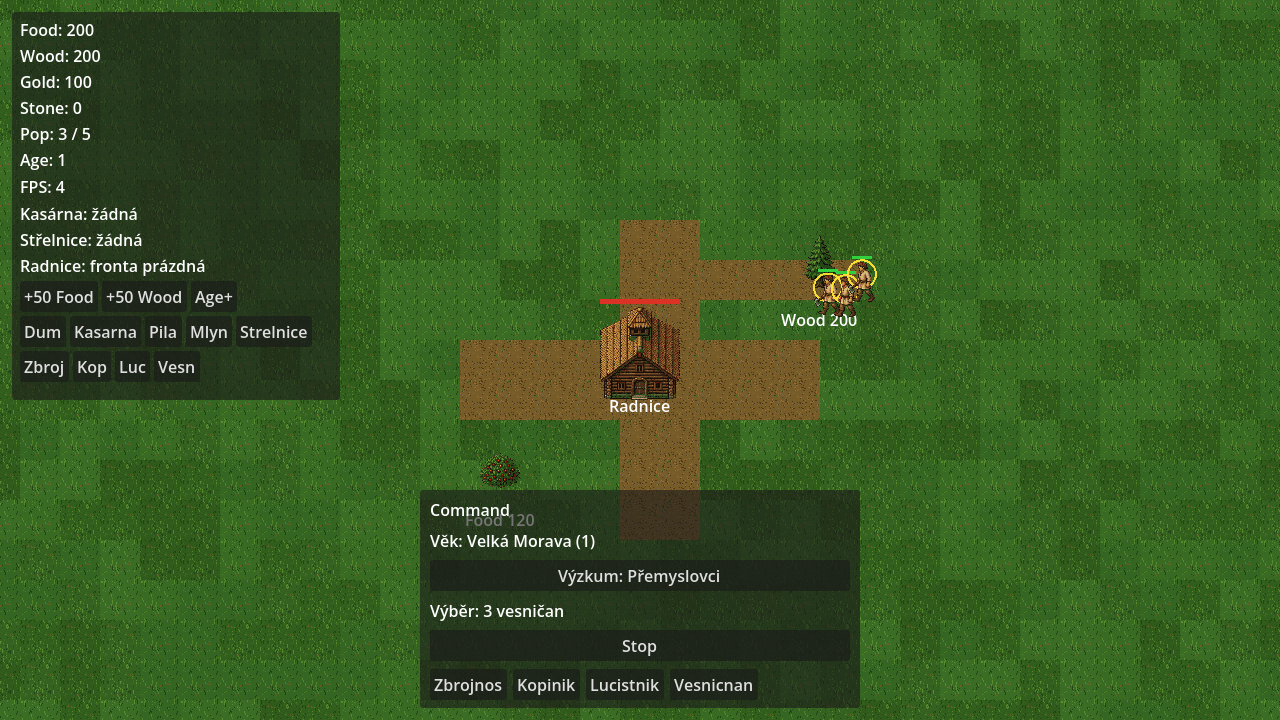 Food: 200
Wood: 200
Gold: 100
Stone: 0
Pop: 3 / 5
Age: 1
FPS: 4
Kasárna: žádná
Střelnice: žádná
Radnice: fronta prázdná
+50 Food +50 Wood Age+
Dum Kasarna Pila Mlyn Strelnice
Zbroj Kop Luc Vesn
Wood 200
Radnice
Command
Food 120
Věk: Velká Morava (1)
Výzkum: Přemyslovci
Výběr: 3 vesničan
Stop
Zbrojnos Kopinik Lucistnik Vesnicnan